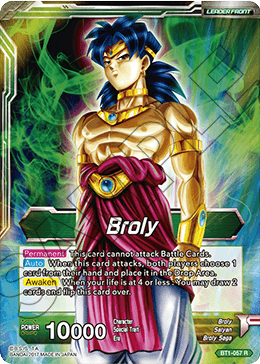 LEADER FRONT
Broly
Permanent This card cannot attack Battle Cards.
Auto When this card attacks, both players choose 1
card from their hand and place it in the Drop Area.
Awaken When your life is at 4 or less : You may draw 2
cards and flip this card over.
POWER 10000
Character Broly
Special Trait Saiyan
Era Broly Saga
BANDAI 2017 MADE IN JAPAN
BT1-057 R